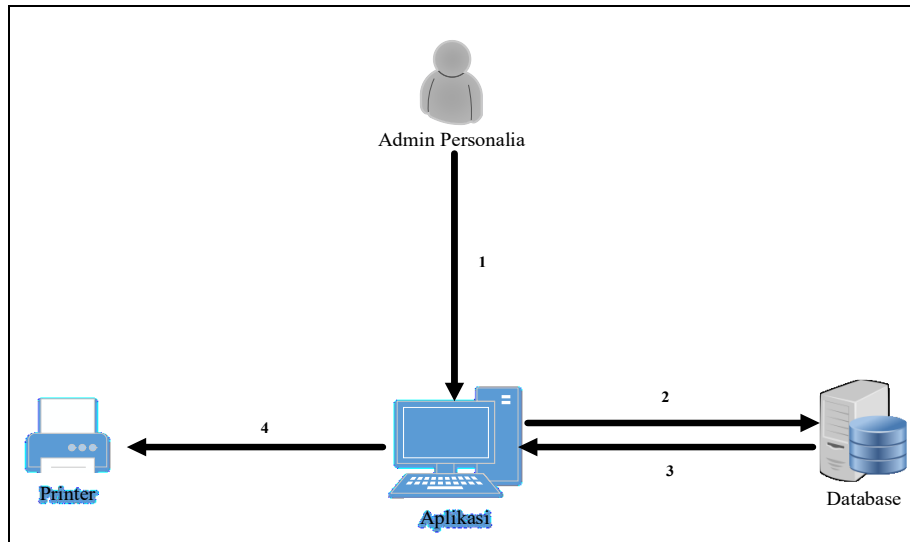 Admin Personalia
1
2
4
3
Printer
Database
Aplikasi